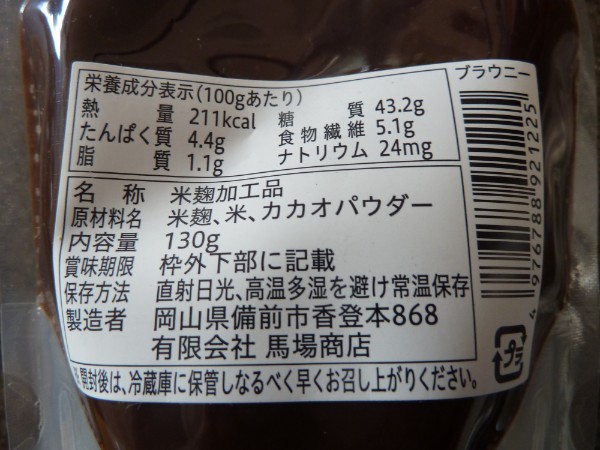 栄養成分表示(100gあたり)
熱量 211kcal 糖質 43.2g
たんぱく質 4.4g 食物繊維 5.1g
脂質 1.1g ナトリウム 24mg
ブラウニー
4976788921225
名称 米麹加工品
原材料名 米麹、米、カカオパウダー
内容量 130g
賞味期限 枠外下部に記載
保存方法 直射日光、高温多湿を避け常温保存
製造者 岡山県備前市香登本868
有限会社 馬場商店
プラ
※開封後は、冷蔵庫に保管しなるべく早くお召し上がりください。